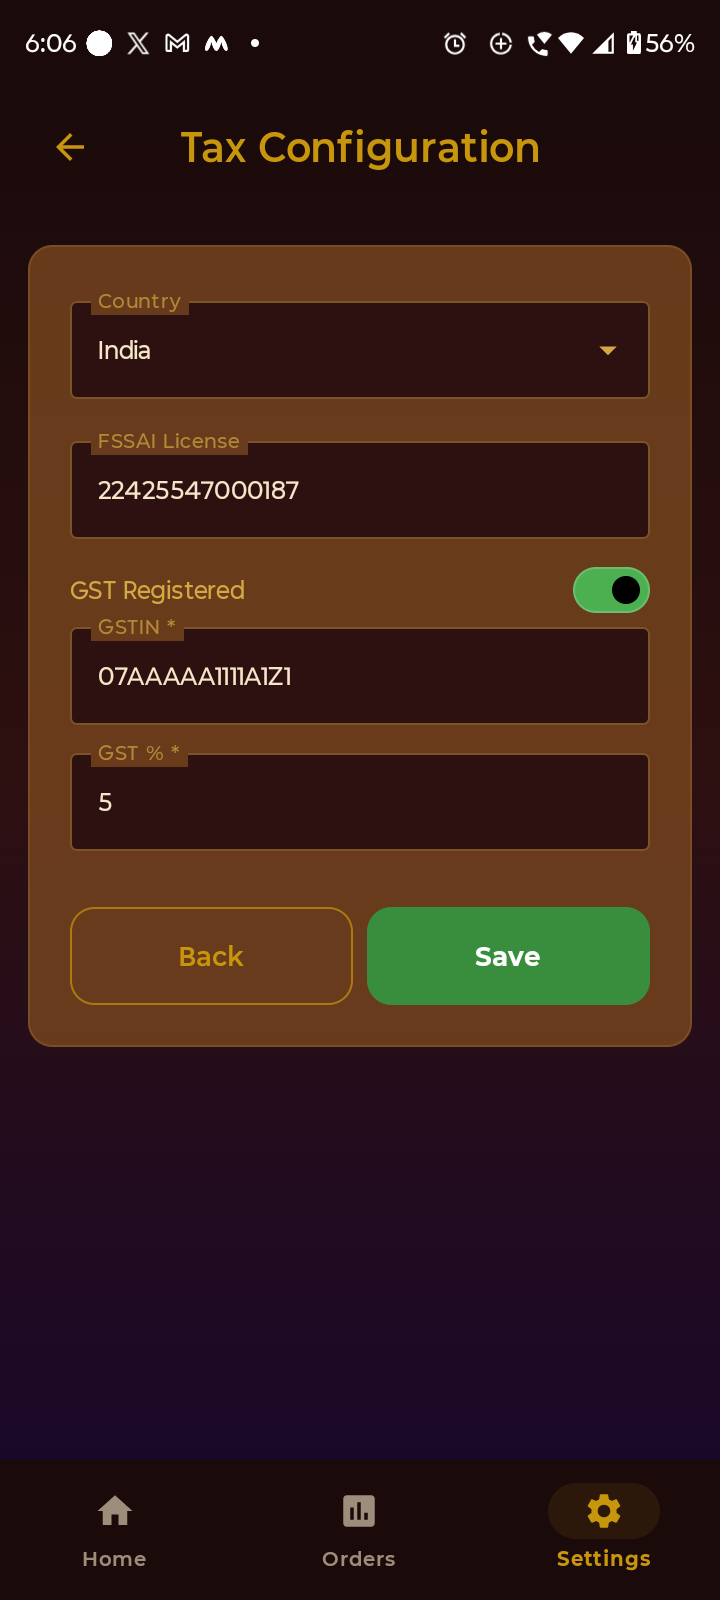 6:06
56%
Tax Configuration
Country
India
FSSAI License
22425547000187
GST Registered
GSTIN *
07AAAAA1111A1Z1
GST % *
5
Back
Save
Home
Orders
Settings